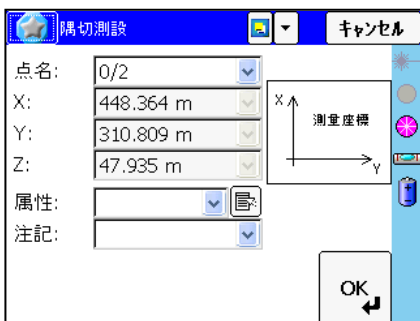 隅切測設
キャンセル
点名: 0/2
X: 448.364 m
Y: 310.809 m
Z: 47.935 m
属性:
注記:
X
測量座標
Y
OK